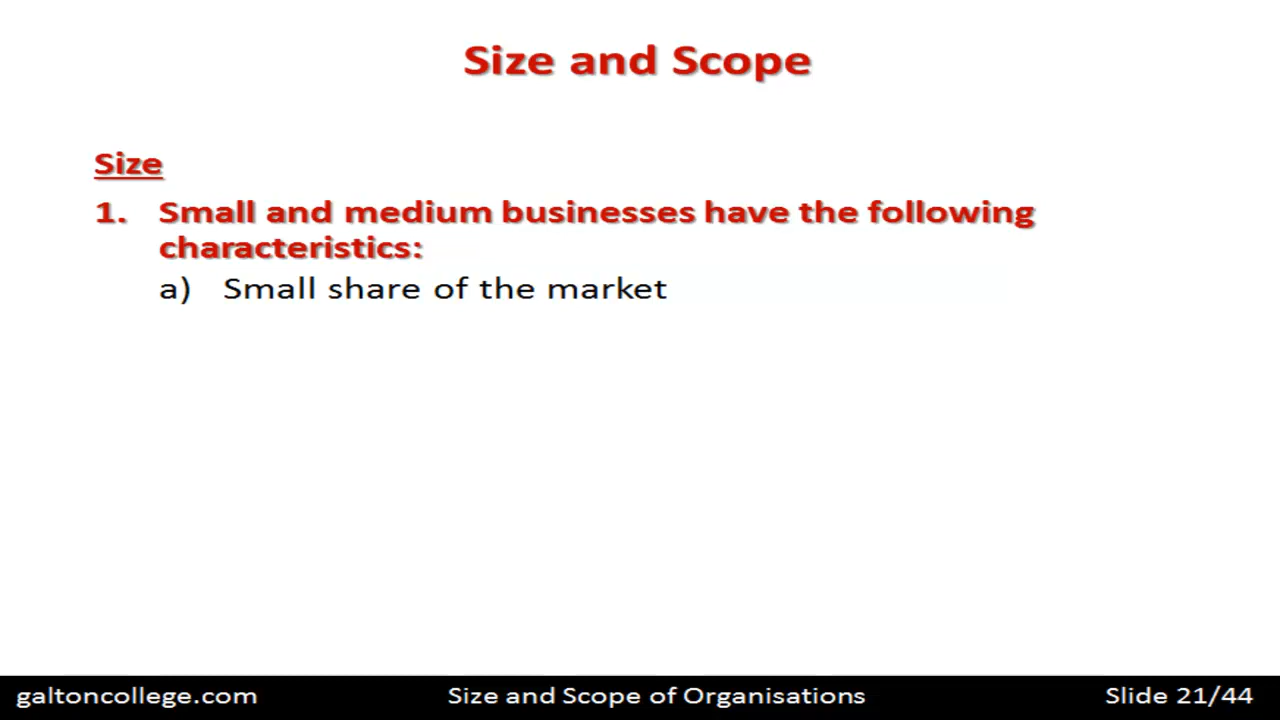 Size and Scope
Size
1. Small and medium businesses have the following
characteristics:
a) Small share of the market
galtoncollege.com Size and Scope of Organisations Slide 21/44